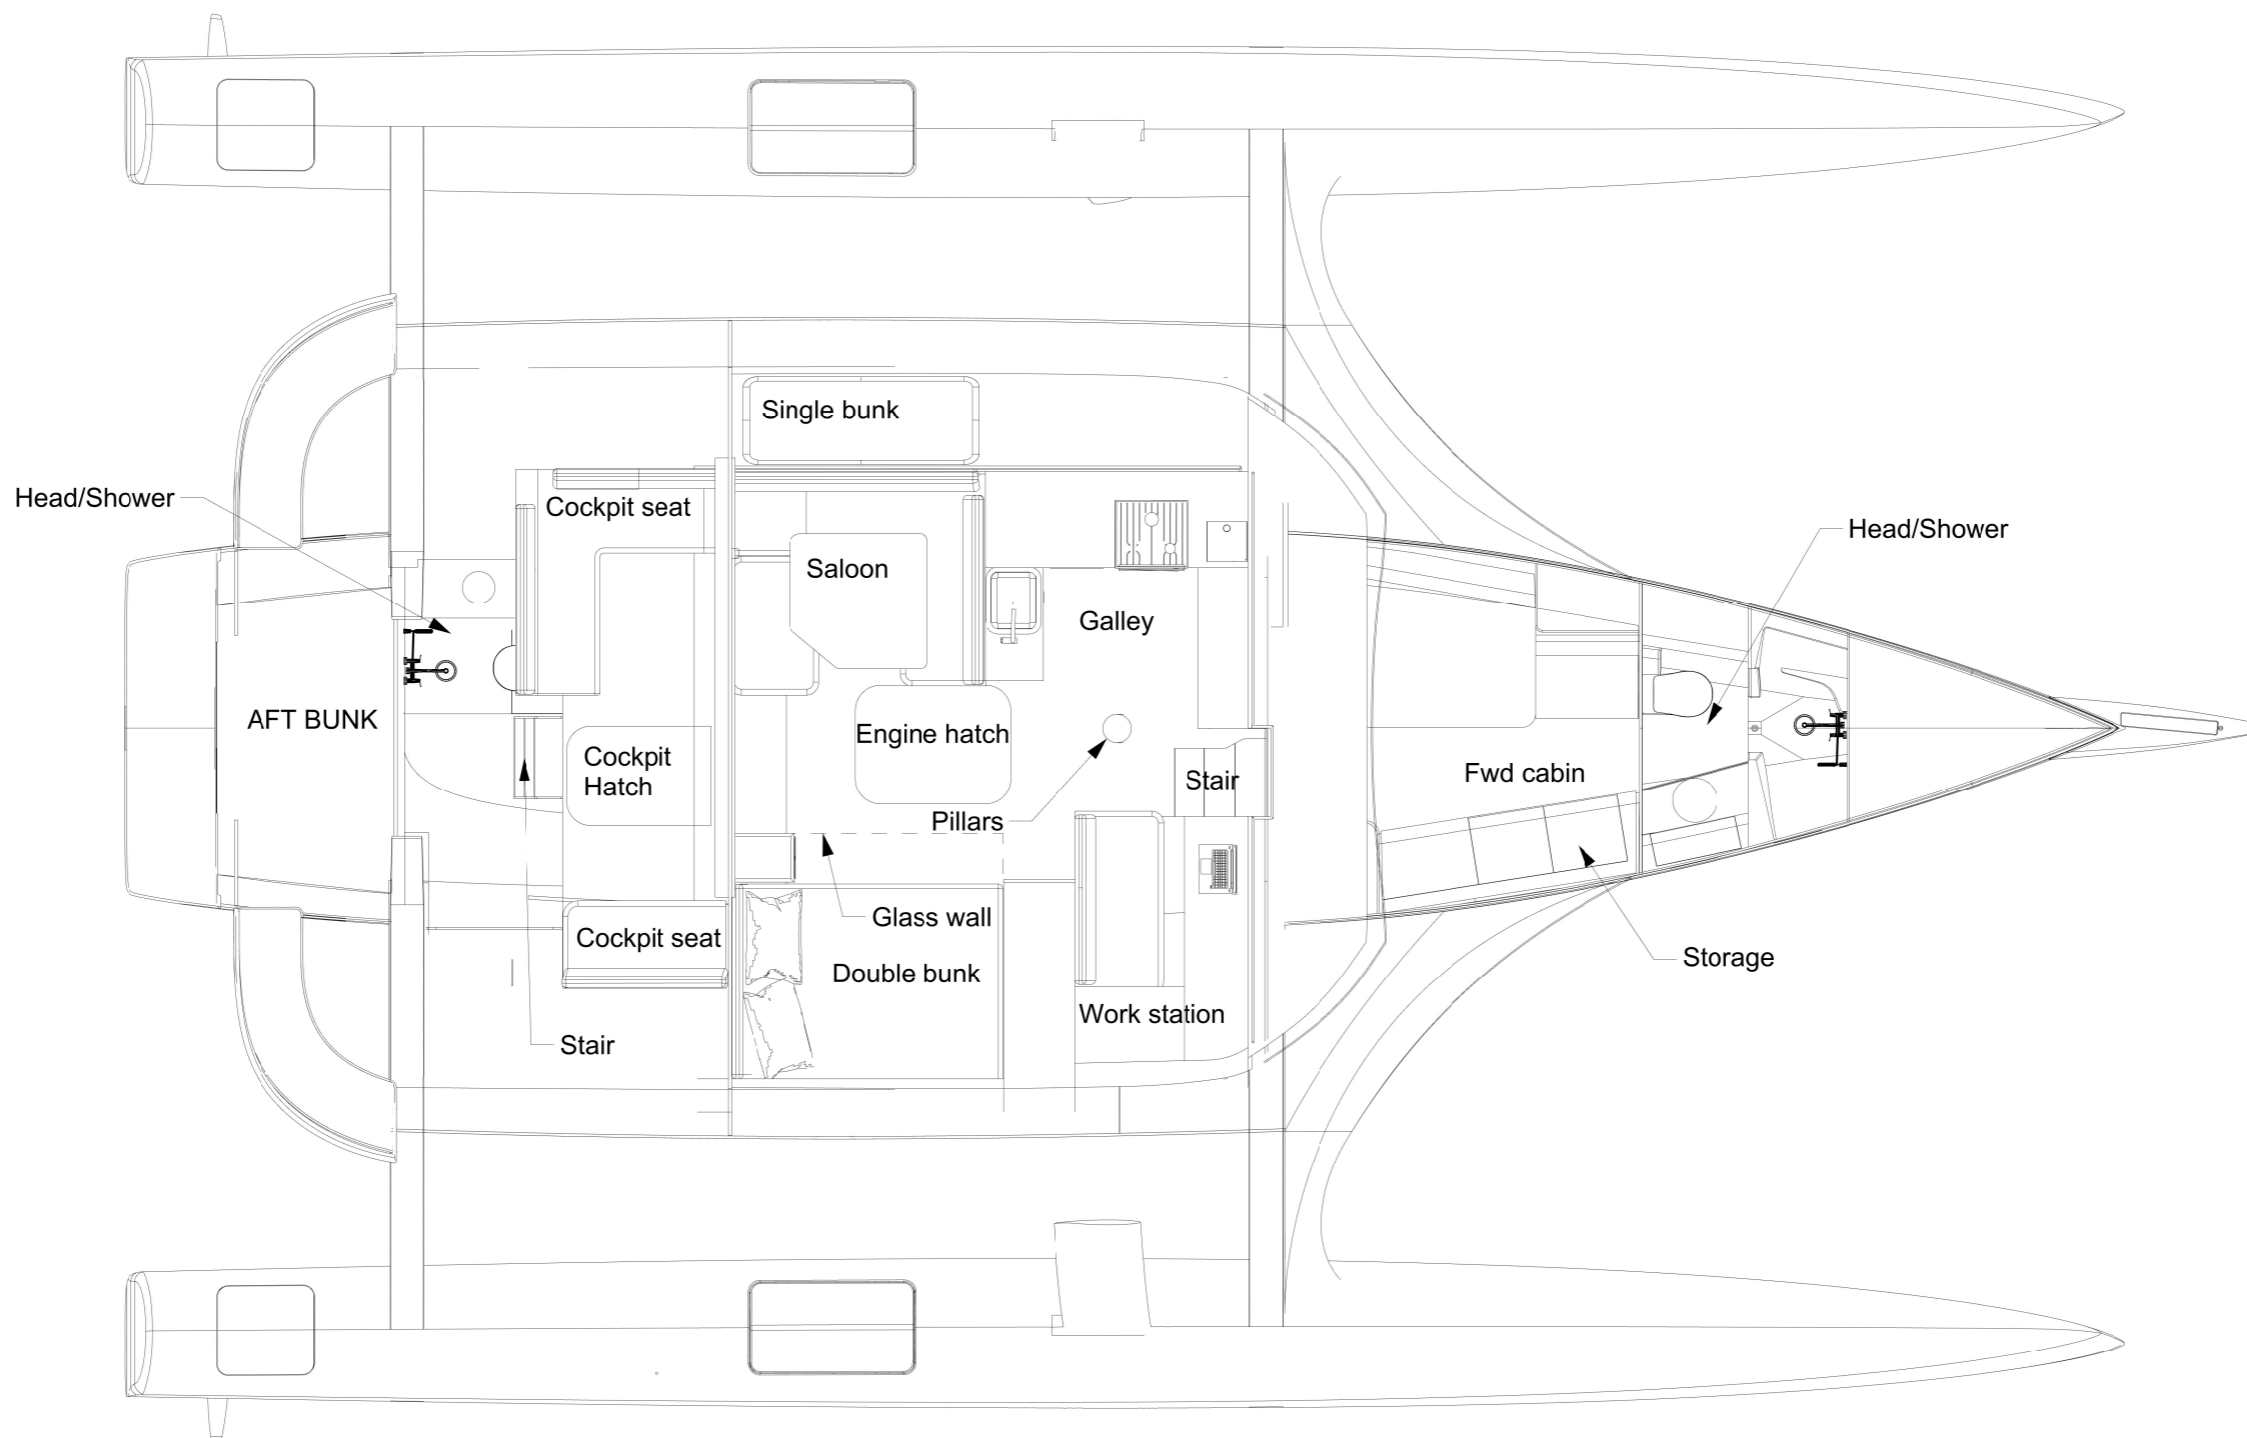 Single bunk
Head/Shower
Cockpit seat
Head/Shower
Saloon
Galley
AFT BUNK
Engine hatch
Cockpit
Hatch
Fwd cabin
Stair
Pillars
Glass wall
Cockpit seat
Storage
Double bunk
Work station
Stair